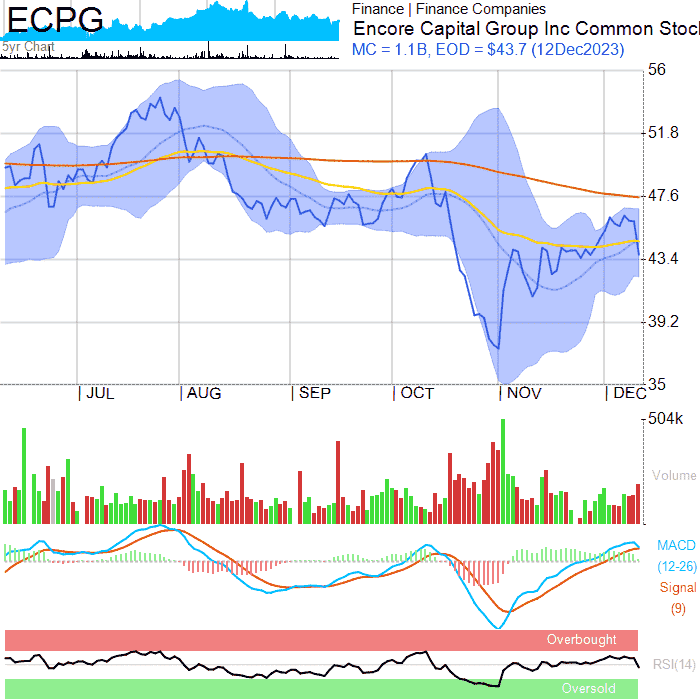 ECPG
5yr Chart
Finance | Finance Companies
Encore Capital Group Inc Common Stoc
MC = 1.1B, EOD = $43.7 (12Dec2023)
56
51.8
47.6
43.4
39.2
35
| JUL
| AUG
| SEP
| OCT
| NOV
| DEC
504k
Volume
MACD
(12-26)
Signal
(9)
Overbought
RSI(14)
Oversold